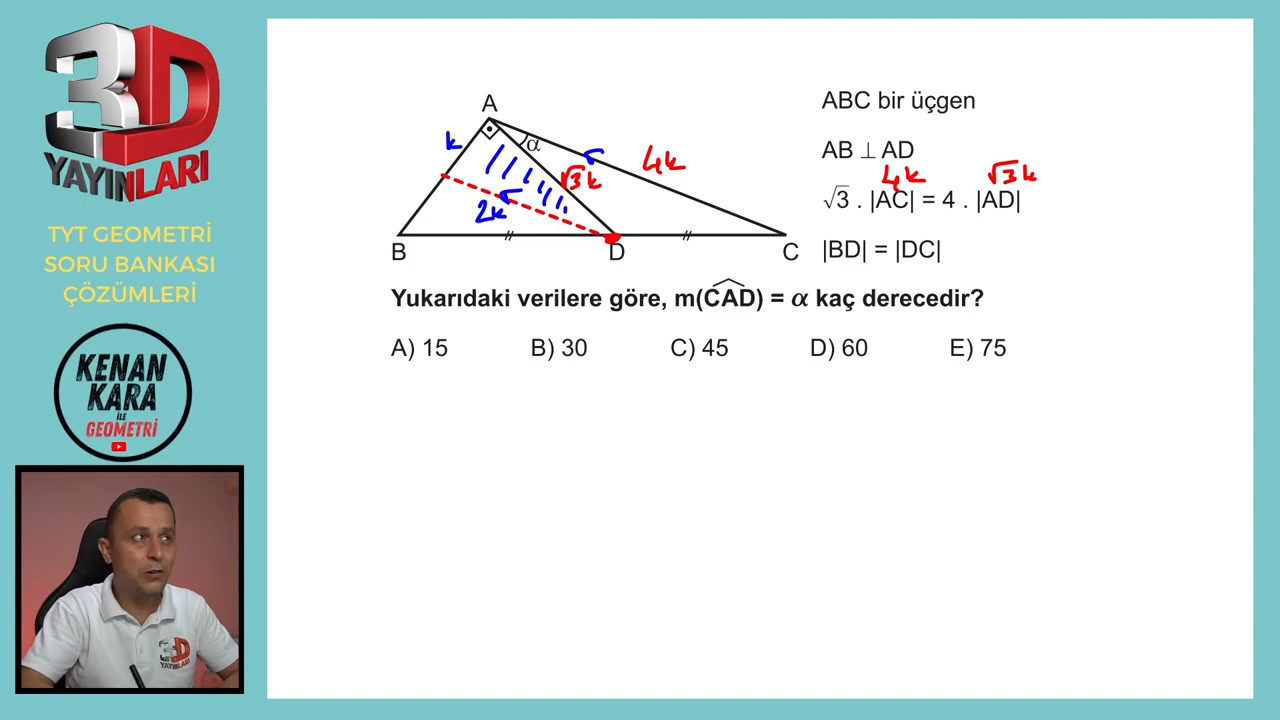 3D
YAYINLARI
TYT GEOMETRİ
SORU BANKASI
ÇÖZÜMLERİ
KENAN
KARA
İLE
GEOMETRİ
3D
YAYINLARI
A
k
α
4k
√3k
2k
B
D
C
ABC bir üçgen
AB ⊥ AD
4k √3k
√3 . |AC| = 4 . |AD|
|BD| = |DC|
Yukarıdaki verilere göre, m(CAD) = α kaç derecedir?
A) 15 B) 30 C) 45 D) 60 E) 75